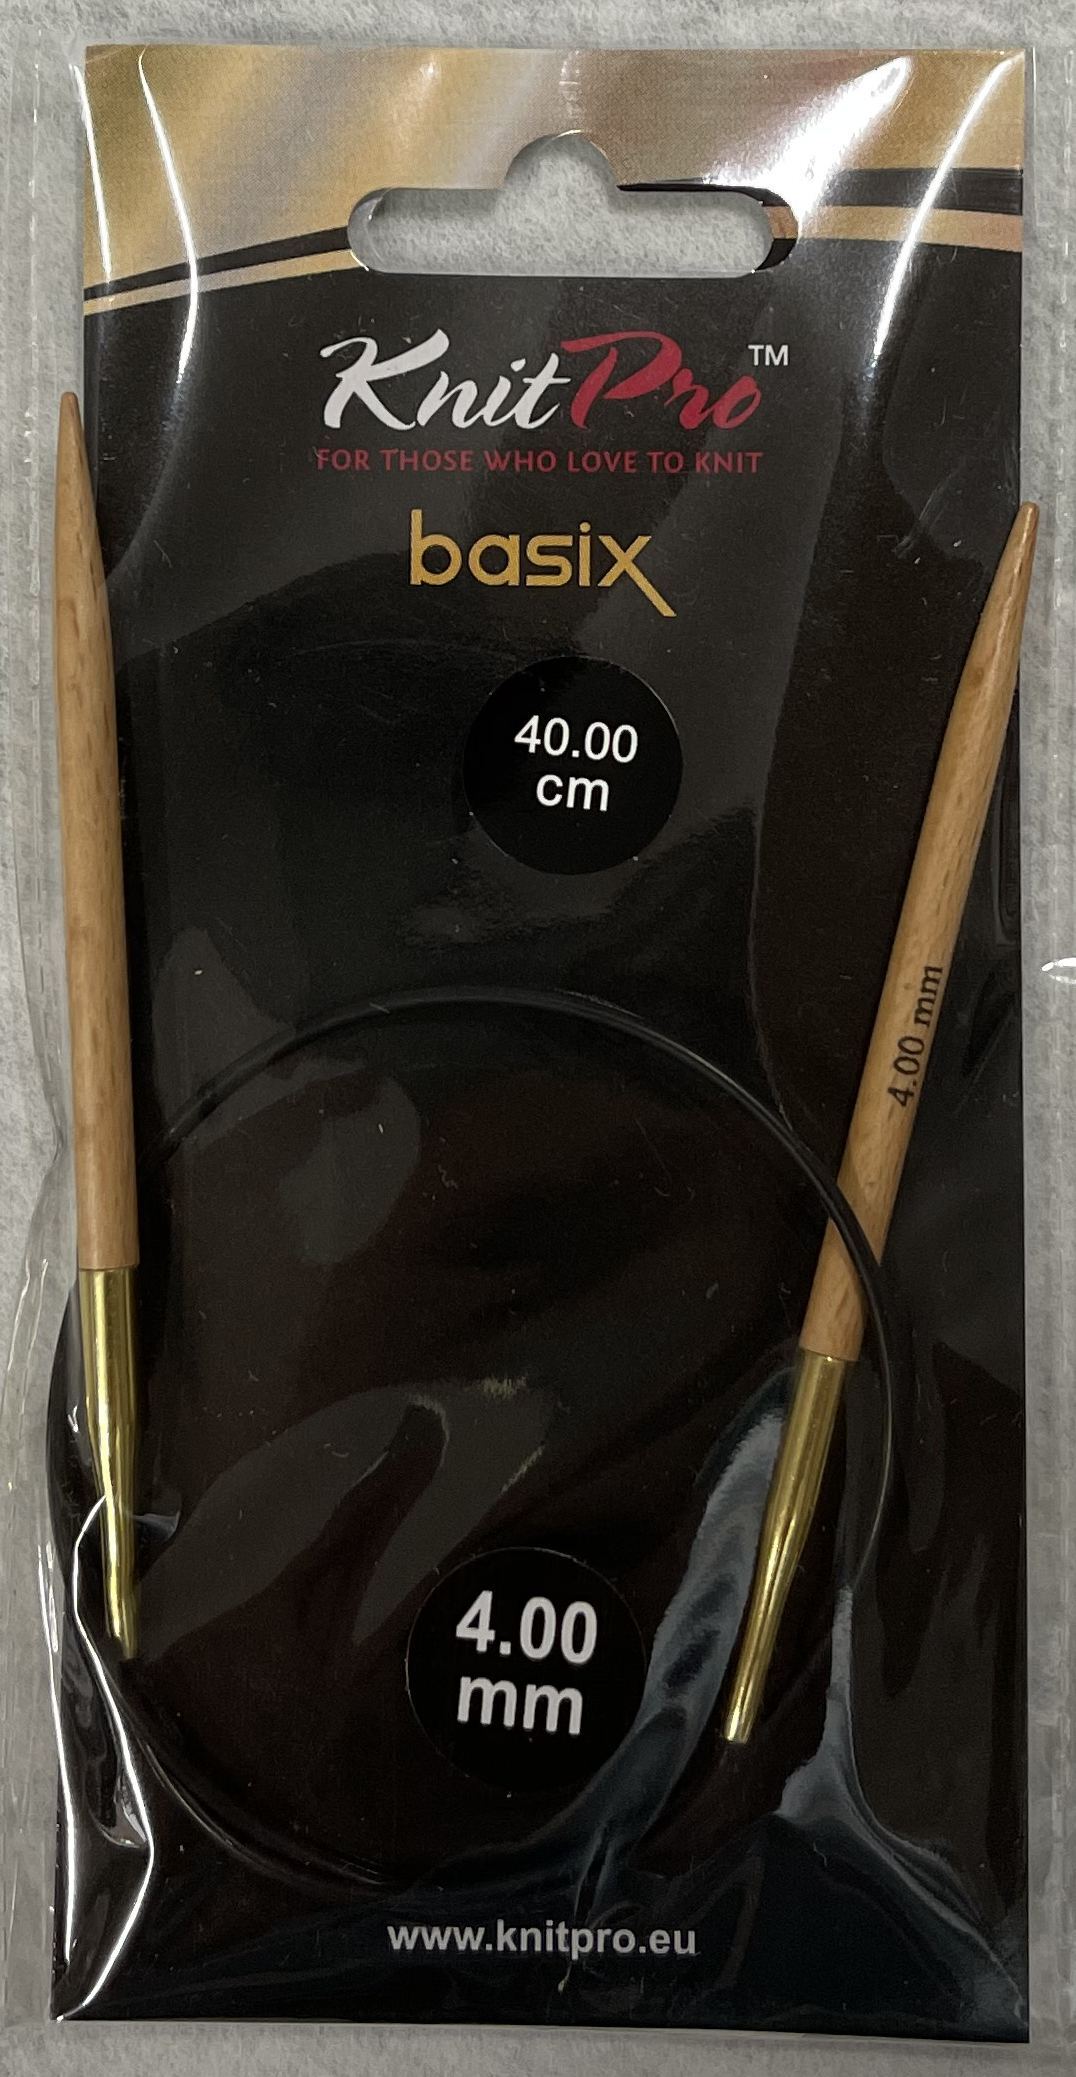 KnitPro™
FOR THOSE WHO LOVE TO KNIT
basix
40.00
cm
4.00 mm
4.00
mm
www.knitpro.eu